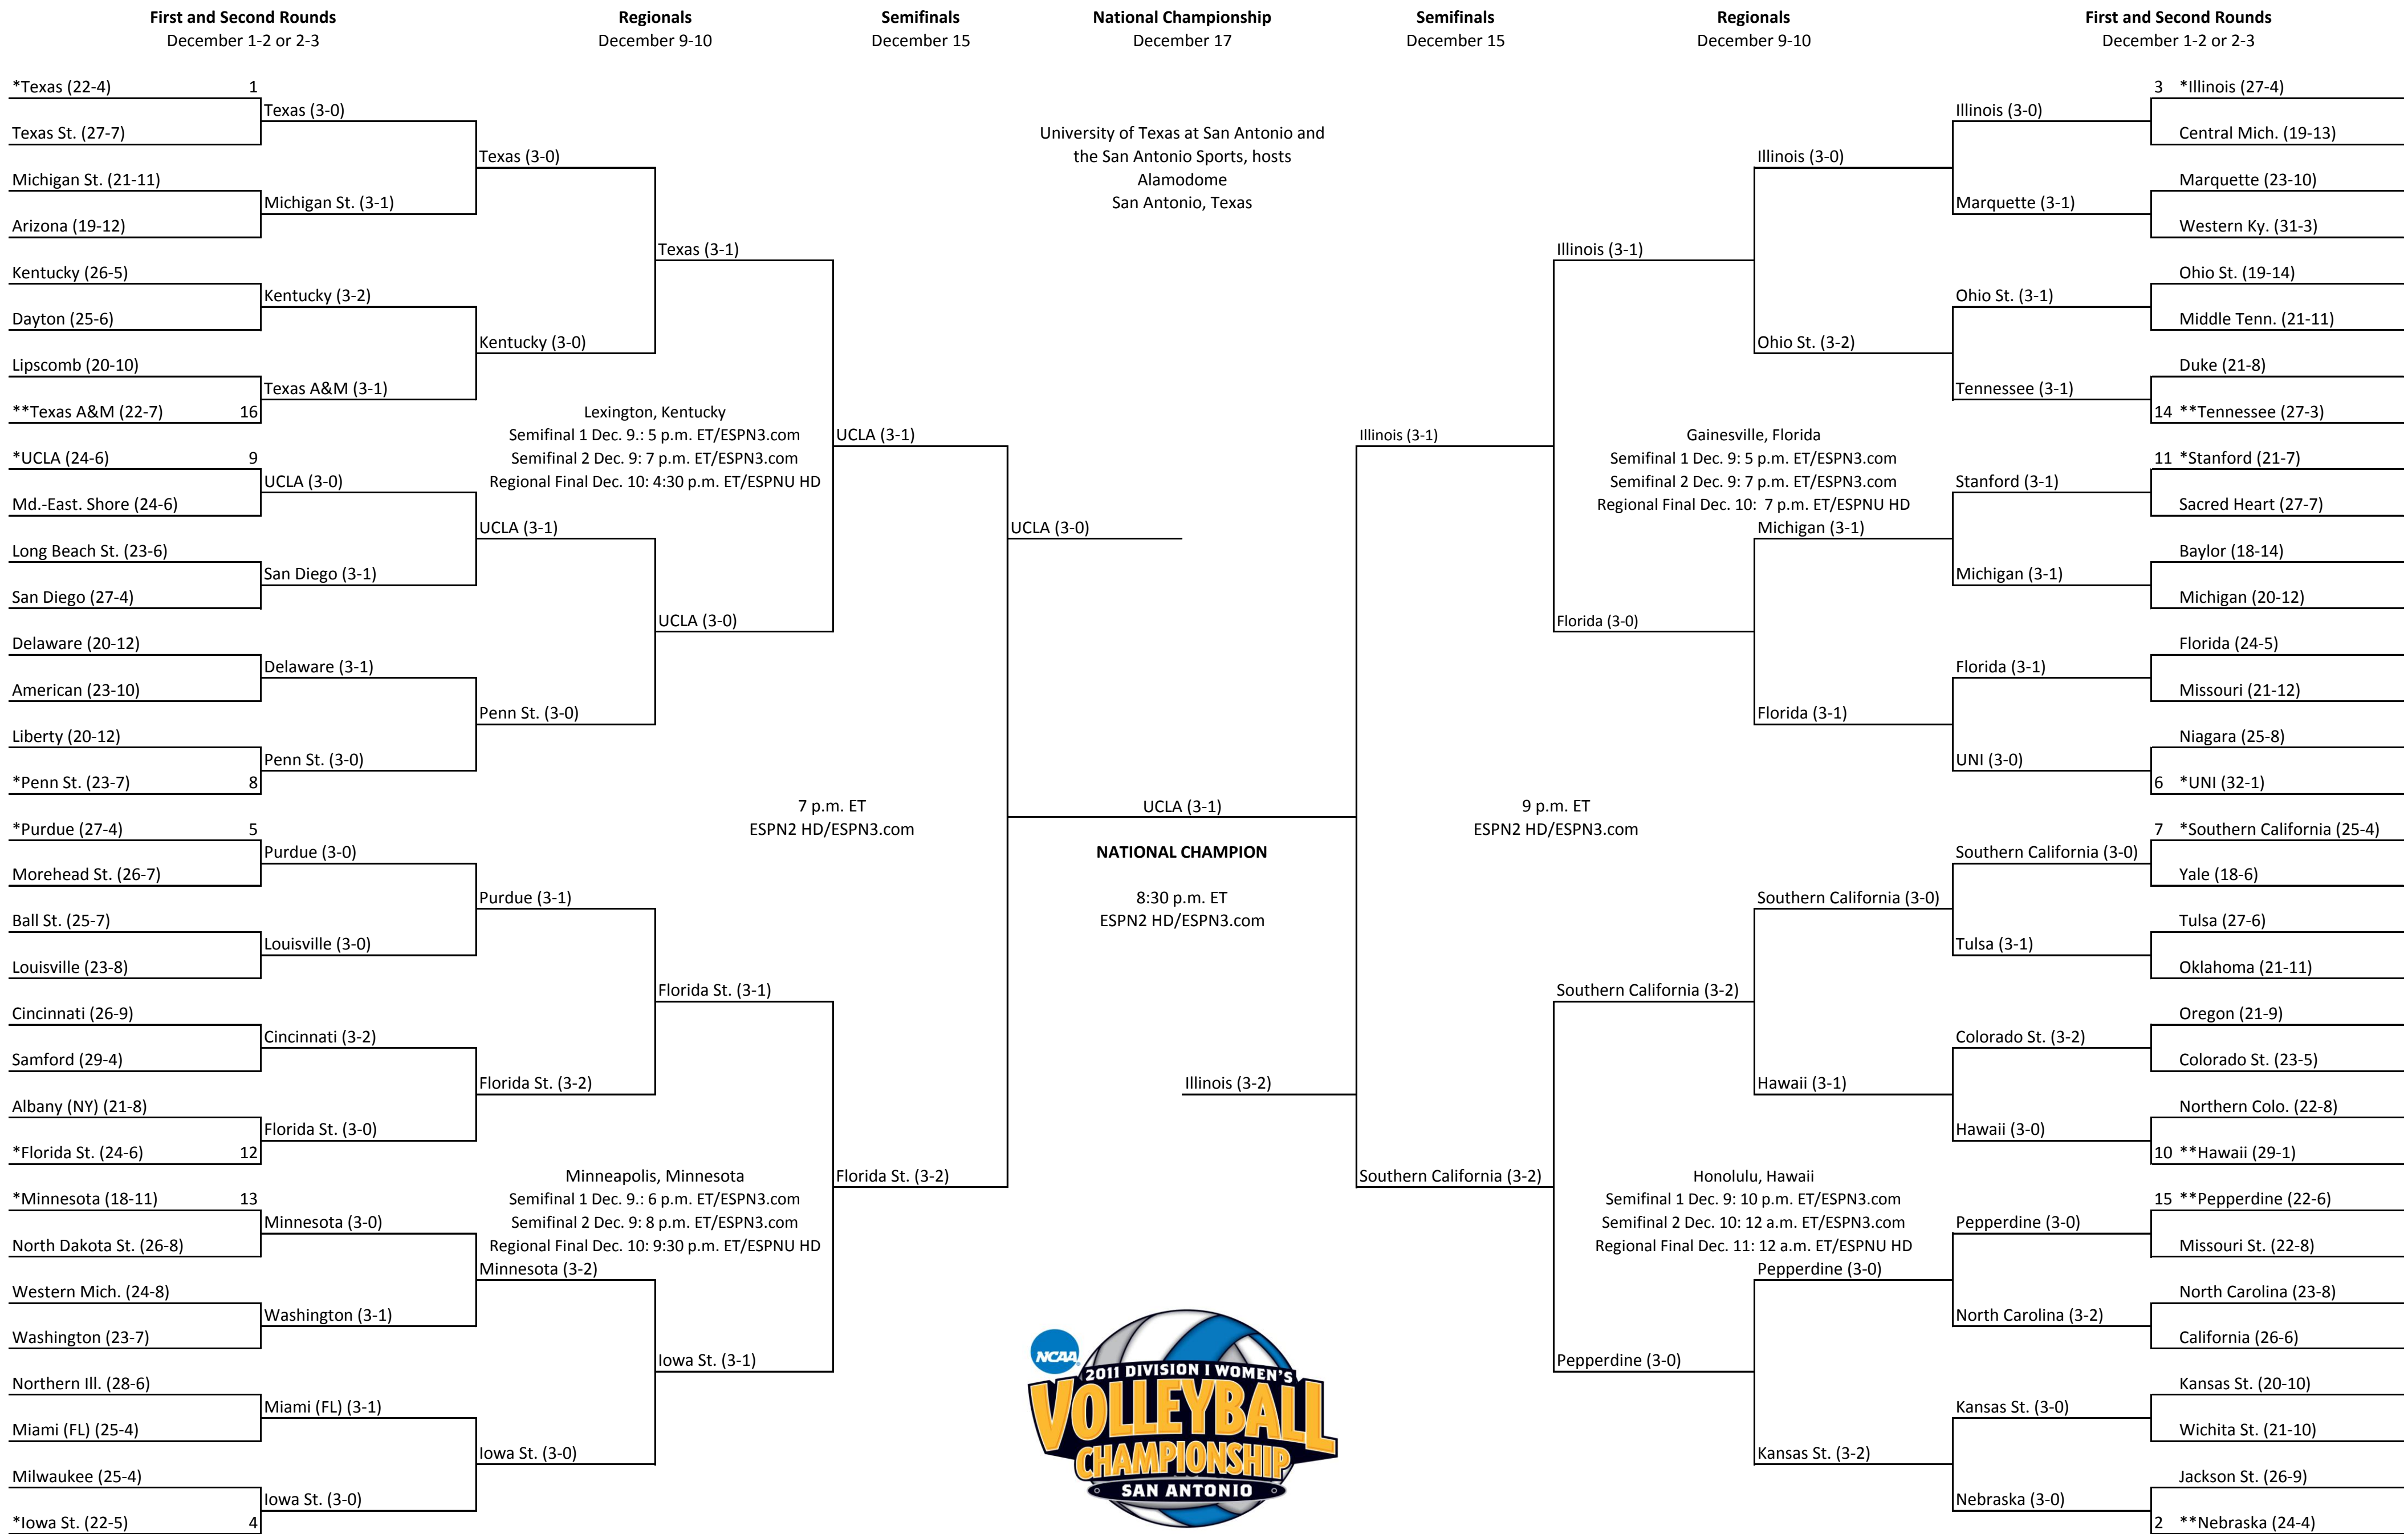 First and Second Rounds
December 1-2 or 2-3
Regionals
December 9-10
Semifinals
December 15
National Championship
December 17
Semifinals
December 15
Regionals
December 9-10
First and Second Rounds
December 1-2 or 2-3
*Texas (22-4) 1
Texas St. (27-7)
Michigan St. (21-11)
Arizona (19-12)
Kentucky (26-5)
Dayton (25-6)
Lipscomb (20-10)
**Texas A&M (22-7) 16
*UCLA (24-6) 9
Md.-East. Shore (24-6)
Long Beach St. (23-6)
San Diego (27-4)
Delaware (20-12)
American (23-10)
Liberty (20-12)
*Penn St. (23-7) 8
*Purdue (27-4) 5
Morehead St. (26-7)
Ball St. (25-7)
Louisville (23-8)
Cincinnati (26-9)
Samford (29-4)
Albany (NY) (21-8)
*Florida St. (24-6) 12
*Minnesota (18-11) 13
North Dakota St. (26-8)
Western Mich. (24-8)
Washington (23-7)
Northern Ill. (28-6)
Miami (FL) (25-4)
Milwaukee (25-4)
*Iowa St. (22-5) 4
Texas (3-0)
Michigan St. (3-1)
Kentucky (3-2)
Texas A&M (3-1)
UCLA (3-0)
San Diego (3-1)
Delaware (3-1)
Penn St. (3-0)
Purdue (3-0)
Louisville (3-0)
Cincinnati (3-2)
Florida St. (3-0)
Minnesota (3-0)
Washington (3-1)
Miami (FL) (3-1)
Iowa St. (3-0)
Texas (3-0)
Kentucky (3-0)
UCLA (3-1)
Penn St. (3-0)
Purdue (3-1)
Florida St. (3-2)
Minnesota (3-2)
Iowa St. (3-0)
Texas (3-1)
UCLA (3-0)
Florida St. (3-1)
Iowa St. (3-1)
Lexington, Kentucky
Semifinal 1 Dec. 9.: 5 p.m. ET/ESPN3.com
Semifinal 2 Dec. 9: 7 p.m. ET/ESPN3.com
Regional Final Dec. 10: 4:30 p.m. ET/ESPNU HD
Minneapolis, Minnesota
Semifinal 1 Dec. 9.: 6 p.m. ET/ESPN3.com
Semifinal 2 Dec. 9: 8 p.m. ET/ESPN3.com
Regional Final Dec. 10: 9:30 p.m. ET/ESPNU HD
UCLA (3-1)
Florida St. (3-2)
7 p.m. ET
ESPN2 HD/ESPN3.com
University of Texas at San Antonio and
the San Antonio Sports, hosts
Alamodome
San Antonio, Texas
UCLA (3-0)
UCLA (3-1)
NATIONAL CHAMPION
8:30 p.m. ET
ESPN2 HD/ESPN3.com
Illinois (3-2)
NCAA
2011 DIVISION I WOMEN'S
VOLLEYBALL
CHAMPIONSHIP
SAN ANTONIO
Illinois (3-1)
Southern California (3-2)
9 p.m. ET
ESPN2 HD/ESPN3.com
Illinois (3-1)
Florida (3-0)
Southern California (3-2)
Pepperdine (3-0)
Gainesville, Florida
Semifinal 1 Dec. 9: 5 p.m. ET/ESPN3.com
Semifinal 2 Dec. 9: 7 p.m. ET/ESPN3.com
Regional Final Dec. 10: 7 p.m. ET/ESPNU HD
Honolulu, Hawaii
Semifinal 1 Dec. 9: 10 p.m. ET/ESPN3.com
Semifinal 2 Dec. 10: 12 a.m. ET/ESPN3.com
Regional Final Dec. 11: 12 a.m. ET/ESPNU HD
Illinois (3-0)
Ohio St. (3-2)
Michigan (3-1)
Florida (3-1)
Southern California (3-0)
Hawaii (3-1)
Pepperdine (3-0)
Kansas St. (3-2)
Illinois (3-0)
Marquette (3-1)
Ohio St. (3-1)
Tennessee (3-1)
Stanford (3-1)
Michigan (3-1)
Florida (3-1)
UNI (3-0)
Southern California (3-0)
Tulsa (3-1)
Colorado St. (3-2)
Hawaii (3-0)
Pepperdine (3-0)
North Carolina (3-2)
Kansas St. (3-0)
Nebraska (3-0)
3 *Illinois (27-4)
Central Mich. (19-13)
Marquette (23-10)
Western Ky. (31-3)
Ohio St. (19-14)
Middle Tenn. (21-11)
Duke (21-8)
14 **Tennessee (27-3)
11 *Stanford (21-7)
Sacred Heart (27-7)
Baylor (18-14)
Michigan (20-12)
Florida (24-5)
Missouri (21-12)
Niagara (25-8)
6 *UNI (32-1)
7 *Southern California (25-4)
Yale (18-6)
Tulsa (27-6)
Oklahoma (21-11)
Oregon (21-9)
Colorado St. (23-5)
Northern Colo. (22-8)
10 **Hawaii (29-1)
15 **Pepperdine (22-6)
Missouri St. (22-8)
North Carolina (23-8)
California (26-6)
Kansas St. (20-10)
Wichita St. (21-10)
Jackson St. (26-9)
2 **Nebraska (24-4)